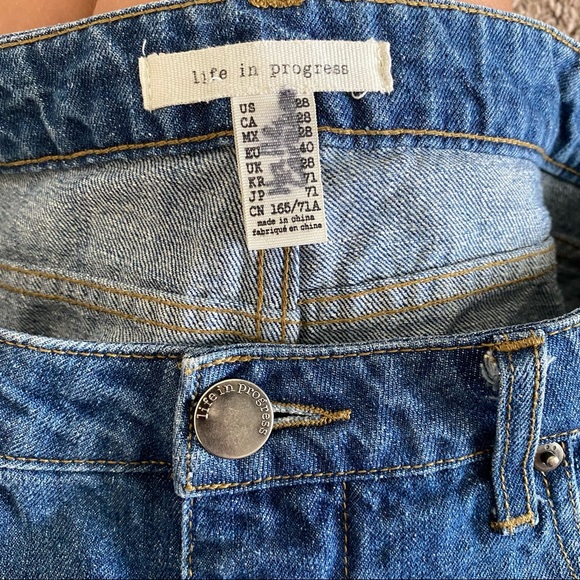 life in progress
US 28
CA 28
MX 28
EU 40
UK 28
KR 71
JP 71
CN 165/71A
made in china
fabriqué en chine
life in progress